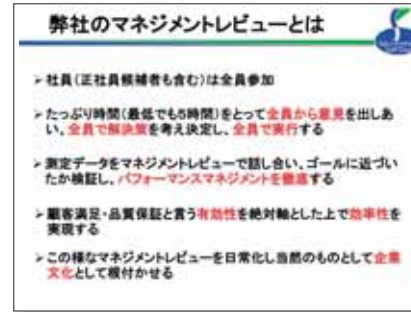 弊社のマネジメントレビューとは
➢社員（正社員候補者も含む）は全員参加
➢たっぷり時間（最低でも5時間）をとって全員から意見を出しあ
い、全員で解決策を考え決定し、全員で実行する
➢測定データをマネジメントレビューで話し合い、ゴールに近づい
たか検証し、パフォーマンスマネジメントを徹底する
➢顧客満足・品質保証と言う有効性を絶対軸とした上で効率性を
実現する
➢この様なマネジメントレビューを日常化し当然のものとして企業
文化として根付かせる